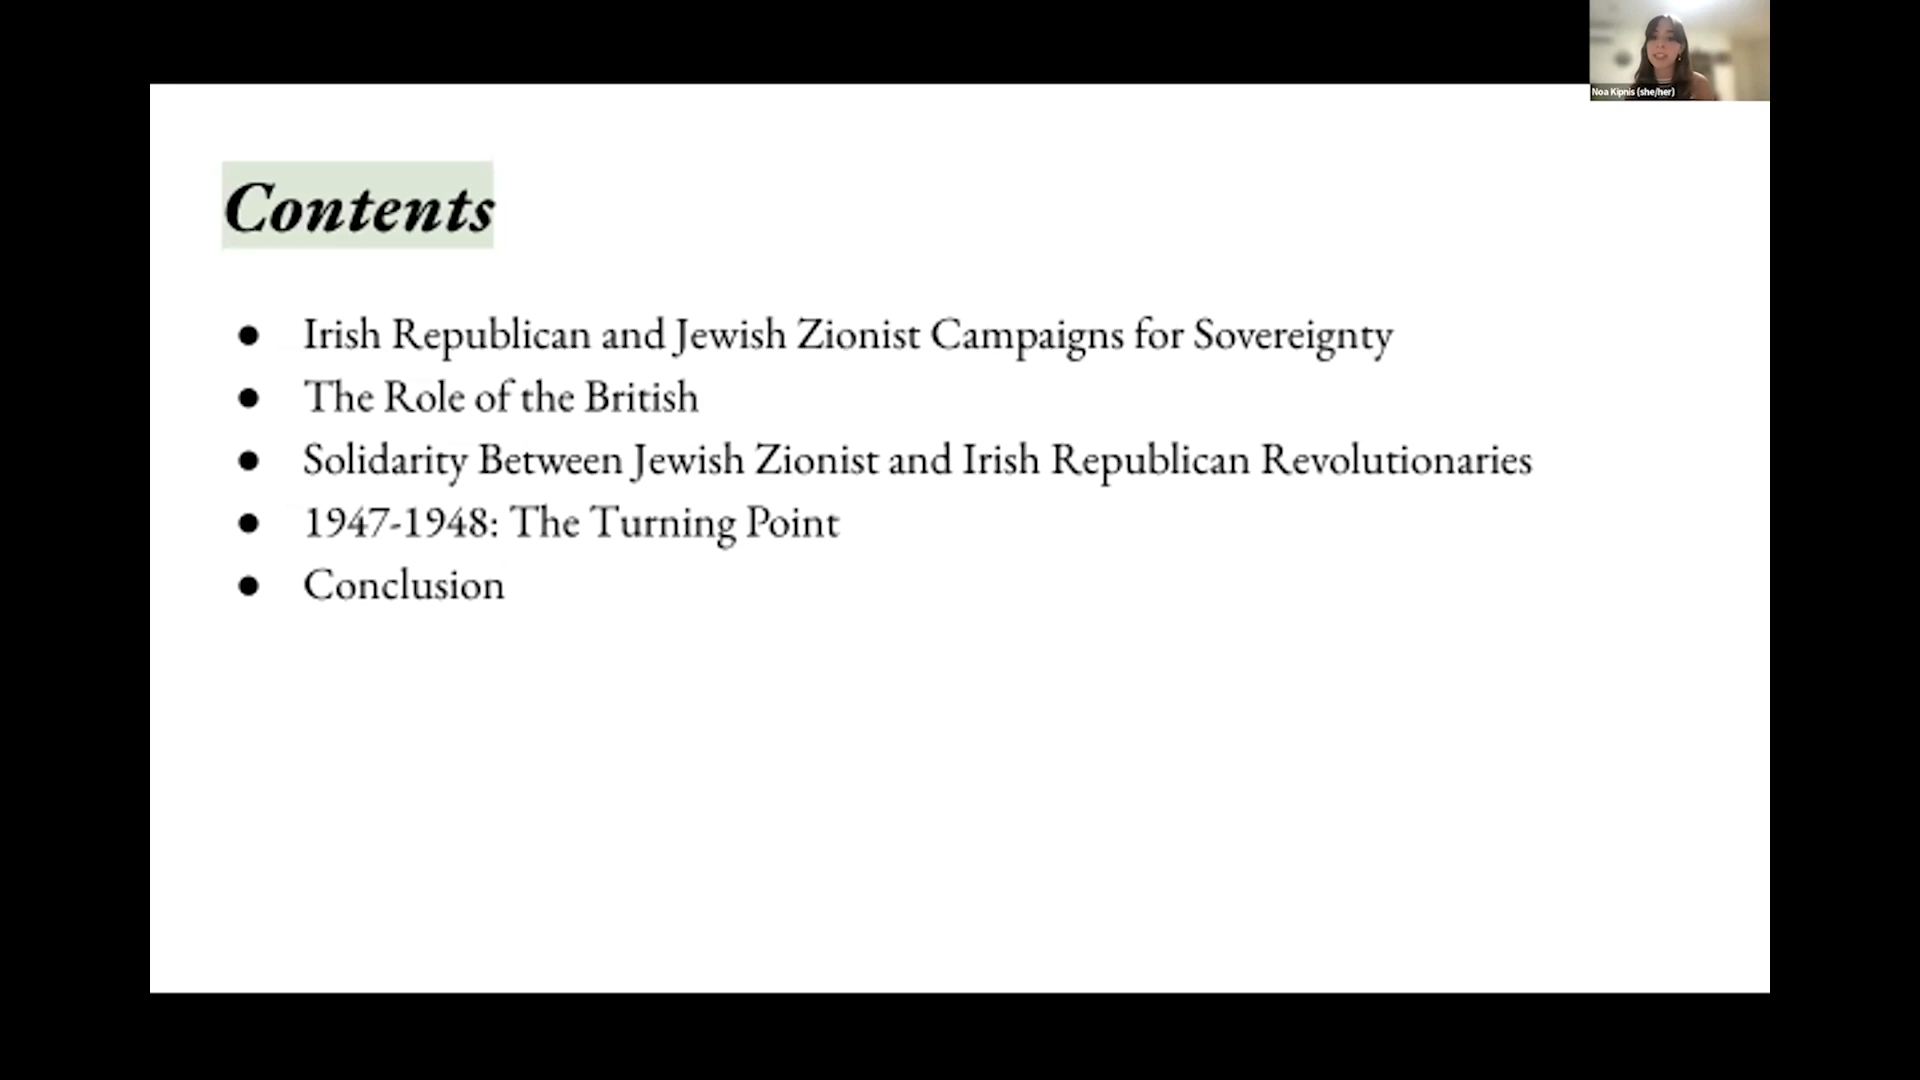 Noa Kipnis (she/her)
Contents
● Irish Republican and Jewish Zionist Campaigns for Sovereignty
● The Role of the British
● Solidarity Between Jewish Zionist and Irish Republican Revolutionaries
● 1947-1948: The Turning Point
● Conclusion